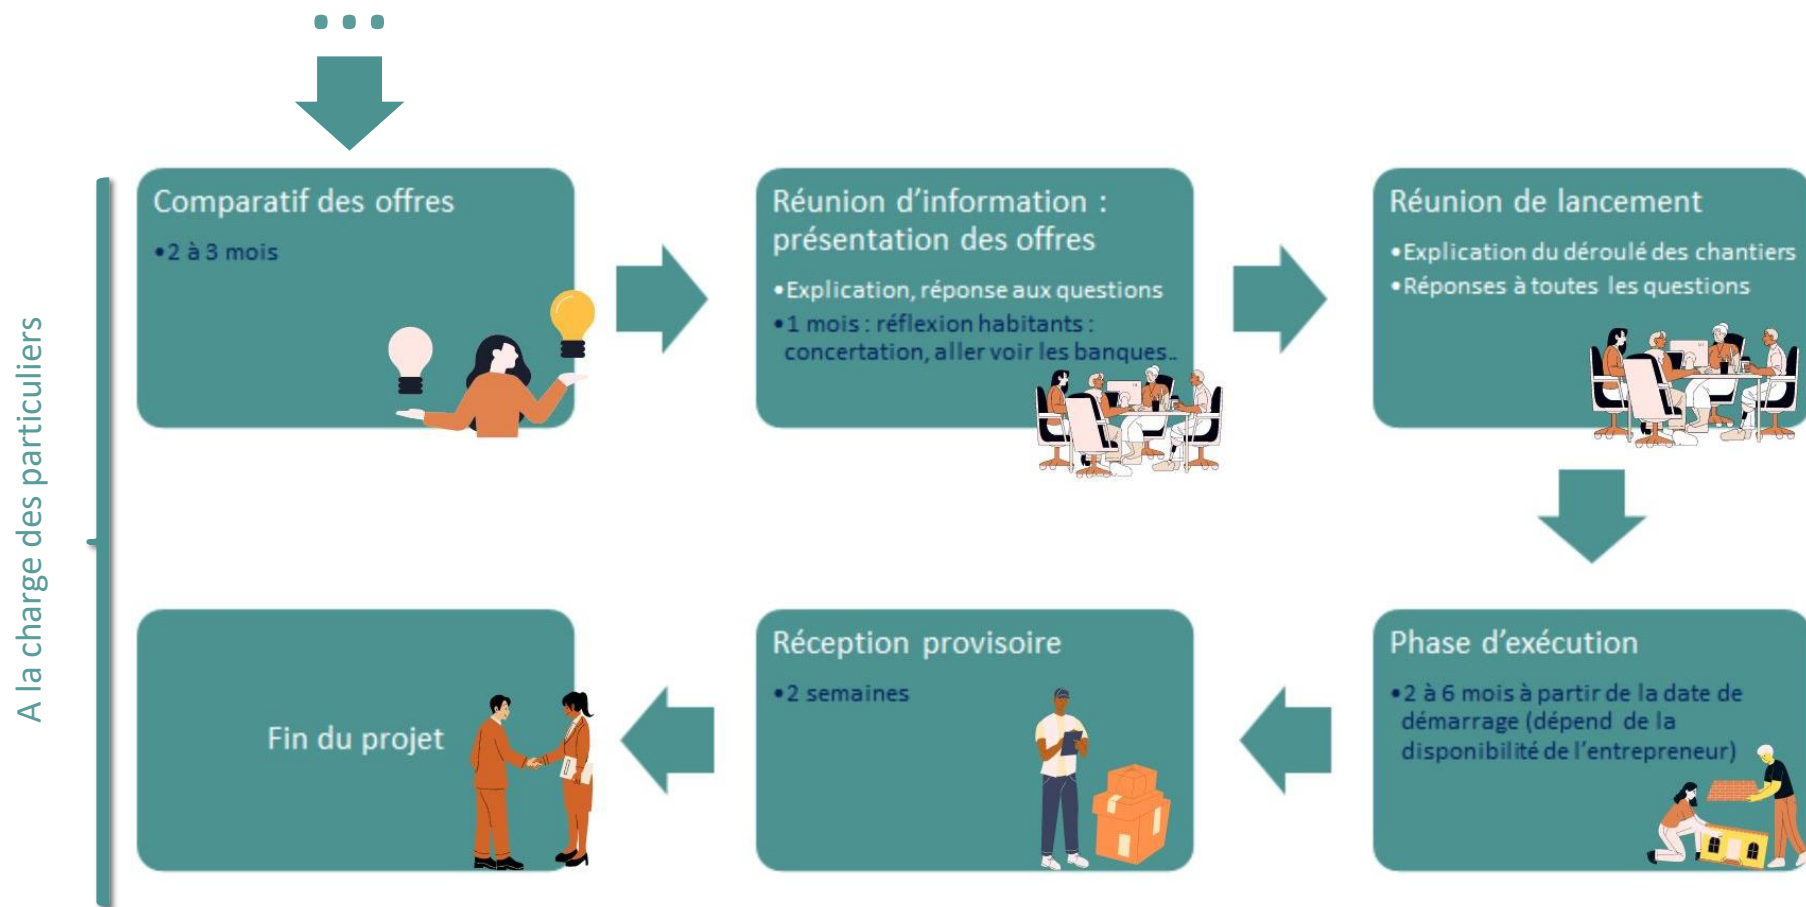 ...
A la charge des particuliers
Comparatif des offres
•2 à 3 mois
Réunion d’information :
présentation des offres
•Explication, réponse aux questions
•1 mois : réflexion habitants :
concertation, aller voir les banques..
Réunion de lancement
•Explication du déroulé des chantiers
•Réponses à toutes les questions
Phase d’exécution
•2 à 6 mois à partir de la date de
démarrage (dépend de la
disponibilité de l’entrepreneur)
Réception provisoire
•2 semaines
Fin du projet